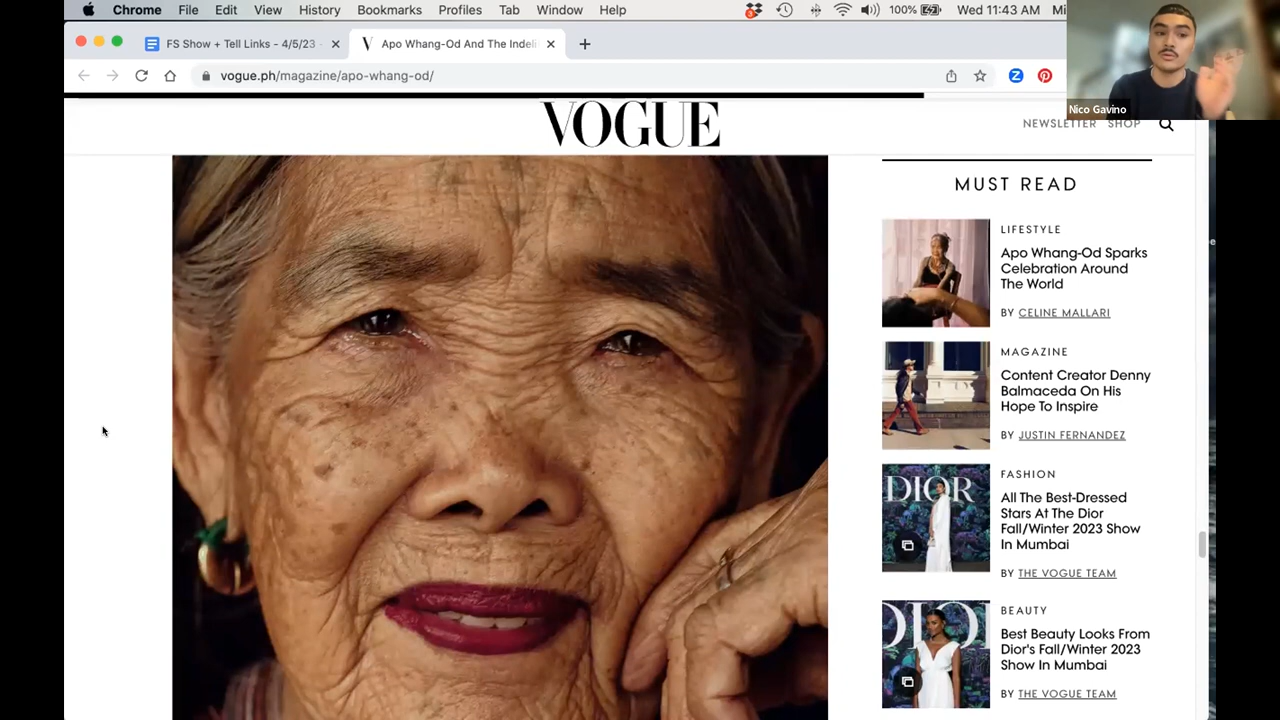 Chrome File Edit View History Bookmarks Profiles Tab Window Help
3
100% Wed 11:43 AM Mi
FS Show + Tell Links - 4/5/23 -
Apo Whang-Od And The Indeli
vogue.ph/magazine/apo-whang-od/
Nico Gavino
VOGUE
NEWSLETTER SHOP
MUST READ
LIFESTYLE
Apo Whang-Od Sparks
Celebration Around
The World
BY CELINE MALLARI
MAGAZINE
Content Creator Denny
Balmaceda On His
Hope To Inspire
BY JUSTIN FERNANDEZ
DIOR
FASHION
All The Best-Dressed
Stars At The Dior
Fall/Winter 2023 Show
In Mumbai
BY THE VOGUE TEAM
DIOR
BEAUTY
Best Beauty Looks From
Dior's Fall/Winter 2023
Show In Mumbai
BY THE VOGUE TEAM